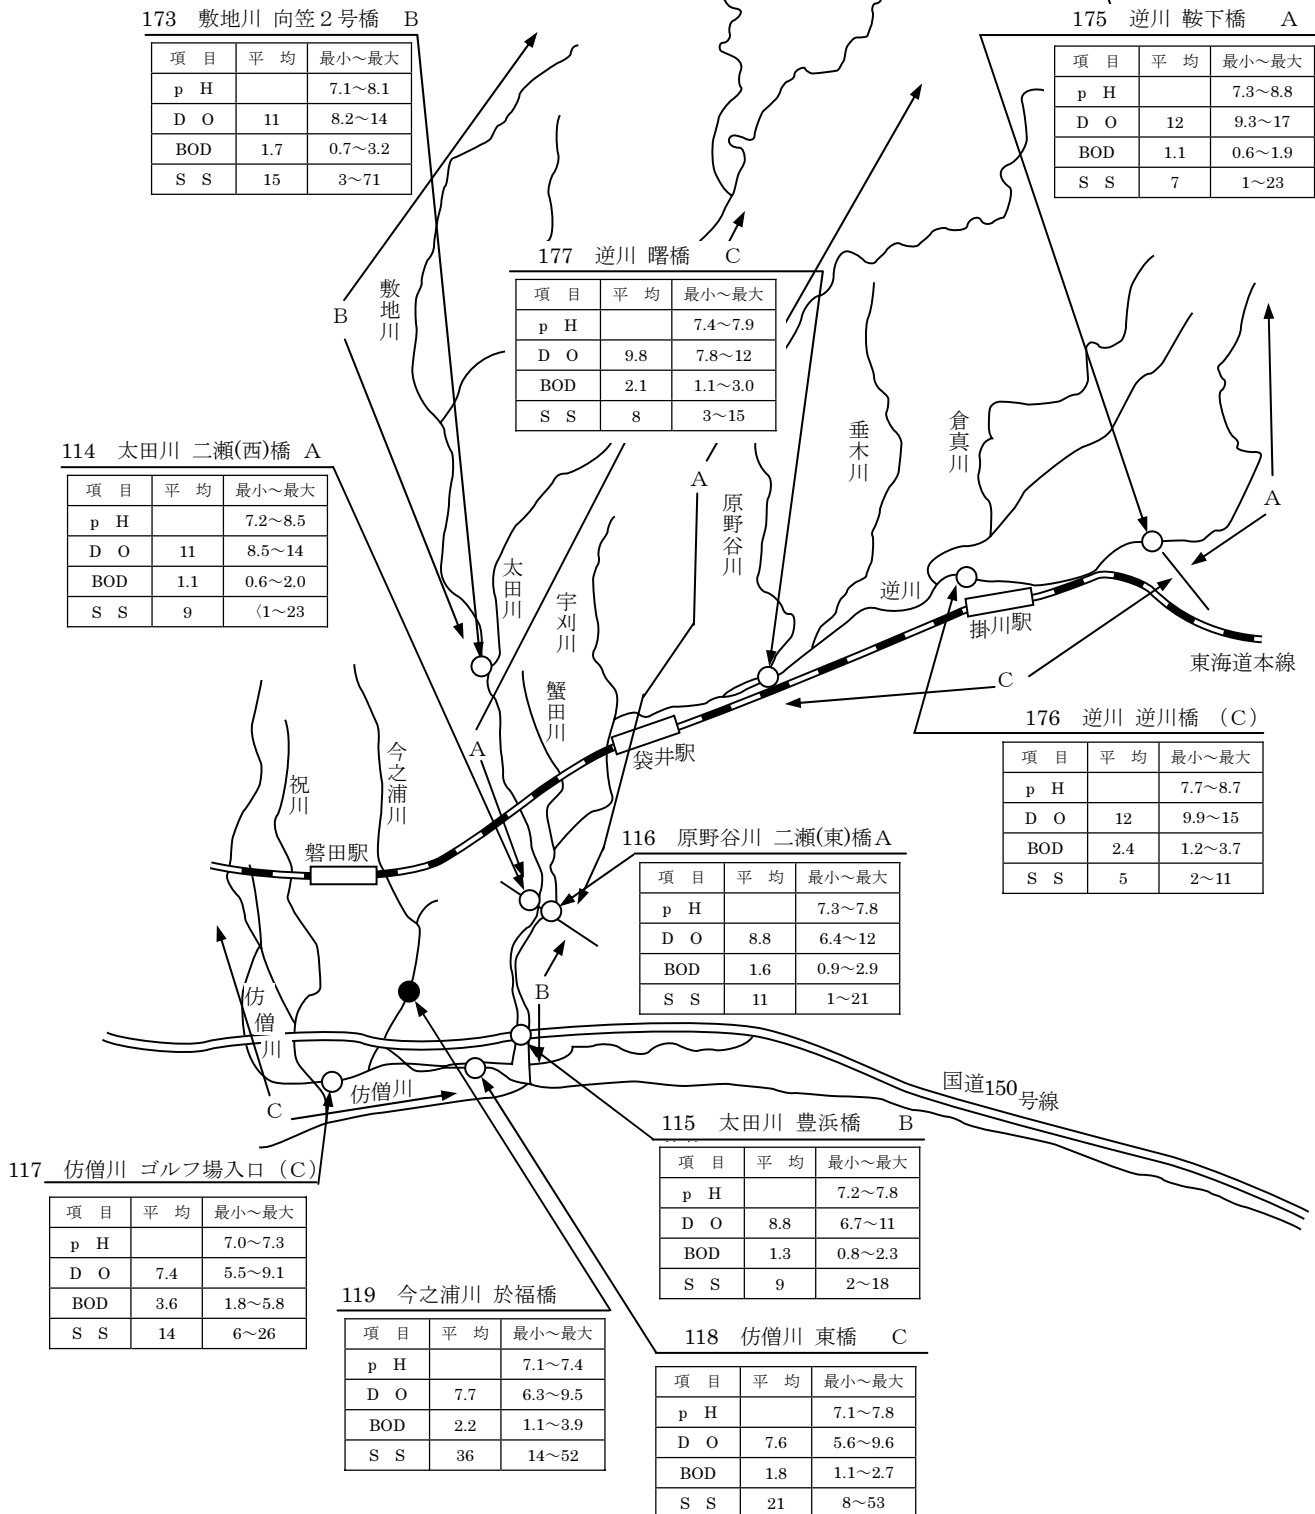 173 敷地川 向笠２号橋 B
項 目 平 均 最小～最大
p H 7.1～8.1
D O 11 8.2～14
BOD 1.7 0.7～3.2
S S 15 3～71
175 逆川 鞍下橋 A
項 目 平 均 最小～最大
p H 7.3～8.8
D O 12 9.3～17
BOD 1.1 0.6～1.9
S S 7 1～23
177 逆川 曙橋 C
項 目 平 均 最小～最大
p H 7.4～7.9
D O 9.8 7.8～12
BOD 2.1 1.1～3.0
S S 8 3～15
B
敷地川
114 太田川 二瀬(西)橋 A
項 目 平 均 最小～最大
p H 7.2～8.5
D O 11 8.5～14
BOD 1.1 0.6～2.0
S S 9 〈1～23
A
原野谷川
垂木川
倉真川
A
太田川
宇刈川
蟹田川
逆川
掛川駅
東海道本線
C
A
袋井駅
祝川
今之浦川
磐田駅
176 逆川 逆川橋 （C）
項 目 平 均 最小～最大
p H 7.7～8.7
D O 12 9.9～15
BOD 2.4 1.2～3.7
S S 5 2～11
116 原野谷川 二瀬(東)橋A
項 目 平 均 最小～最大
p H 7.3～7.8
D O 8.8 6.4～12
BOD 1.6 0.9～2.9
S S 11 1～21
B
仿僧川
仿僧川
C
国道150号線
115 太田川 豊浜橋 B
項 目 平 均 最小～最大
p H 7.2～7.8
D O 8.8 6.7～11
BOD 1.3 0.8～2.3
S S 9 2～18
117 仿僧川 ゴルフ場入口（C）
項 目 平 均 最小～最大
p H 7.0～7.3
D O 7.4 5.5～9.1
BOD 3.6 1.8～5.8
S S 14 6～26
119 今之浦川 於福橋
項 目 平 均 最小～最大
p H 7.1～7.4
D O 7.7 6.3～9.5
BOD 2.2 1.1～3.9
S S 36 14～52
118 仿僧川 東橋 C
項 目 平 均 最小～最大
p H 7.1～7.8
D O 7.6 5.6～9.6
BOD 1.8 1.1～2.7
S S 21 8～53